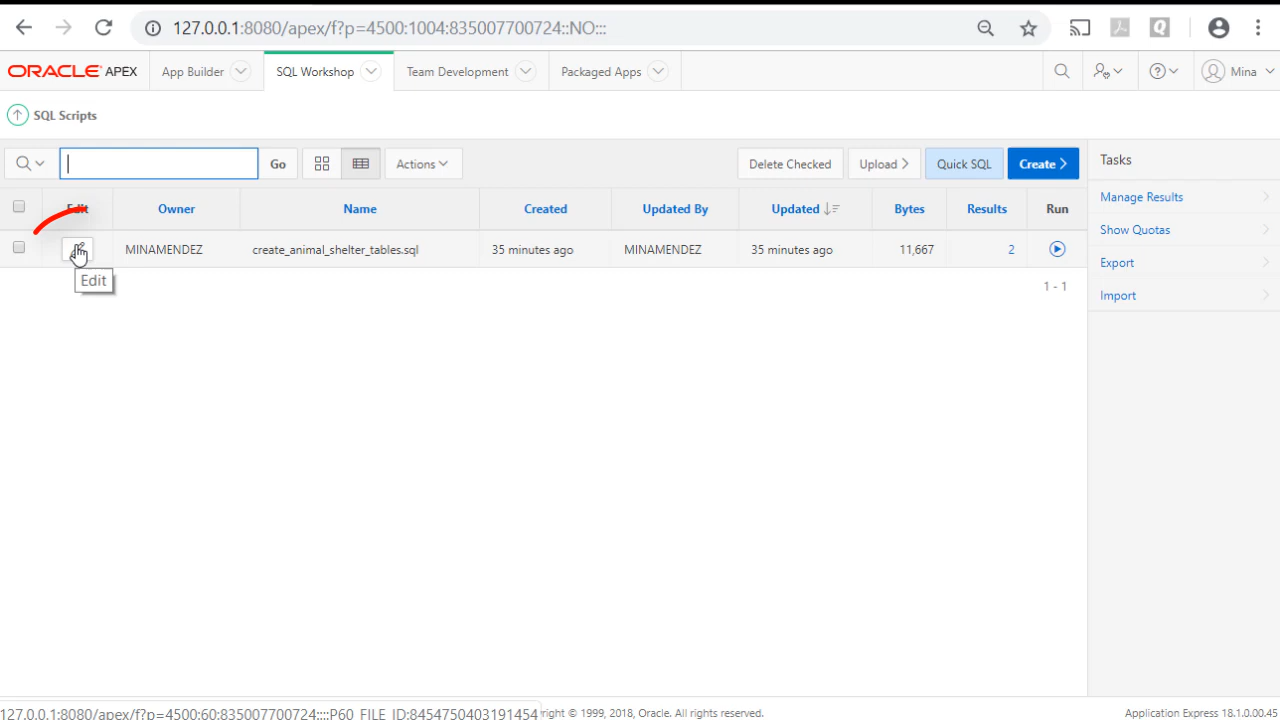 127.0.0.1:8080/apex/f?p=4500:1004:835007700724::NO:::
ORACLE APEX App Builder SQL Workshop Team Development Packaged Apps Mina
SQL Scripts
Go Actions Delete Checked Upload Quick SQL Create
Tasks
Edit Owner Name Created Updated By Updated Bytes Results Run
MINAMENDEZ create_animal_shelter_tables.sql 35 minutes ago MINAMENDEZ 35 minutes ago 11,667 2
Edit
1 - 1
Manage Results
Show Quotas
Export
Import
127.0.0.1:8080/apex/f?p=4500:60:835007700724::::P60_FILE_ID:8454750403191454 © 1999, 2018, Oracle. All rights reserved. Application Express 18.1.0.00.45